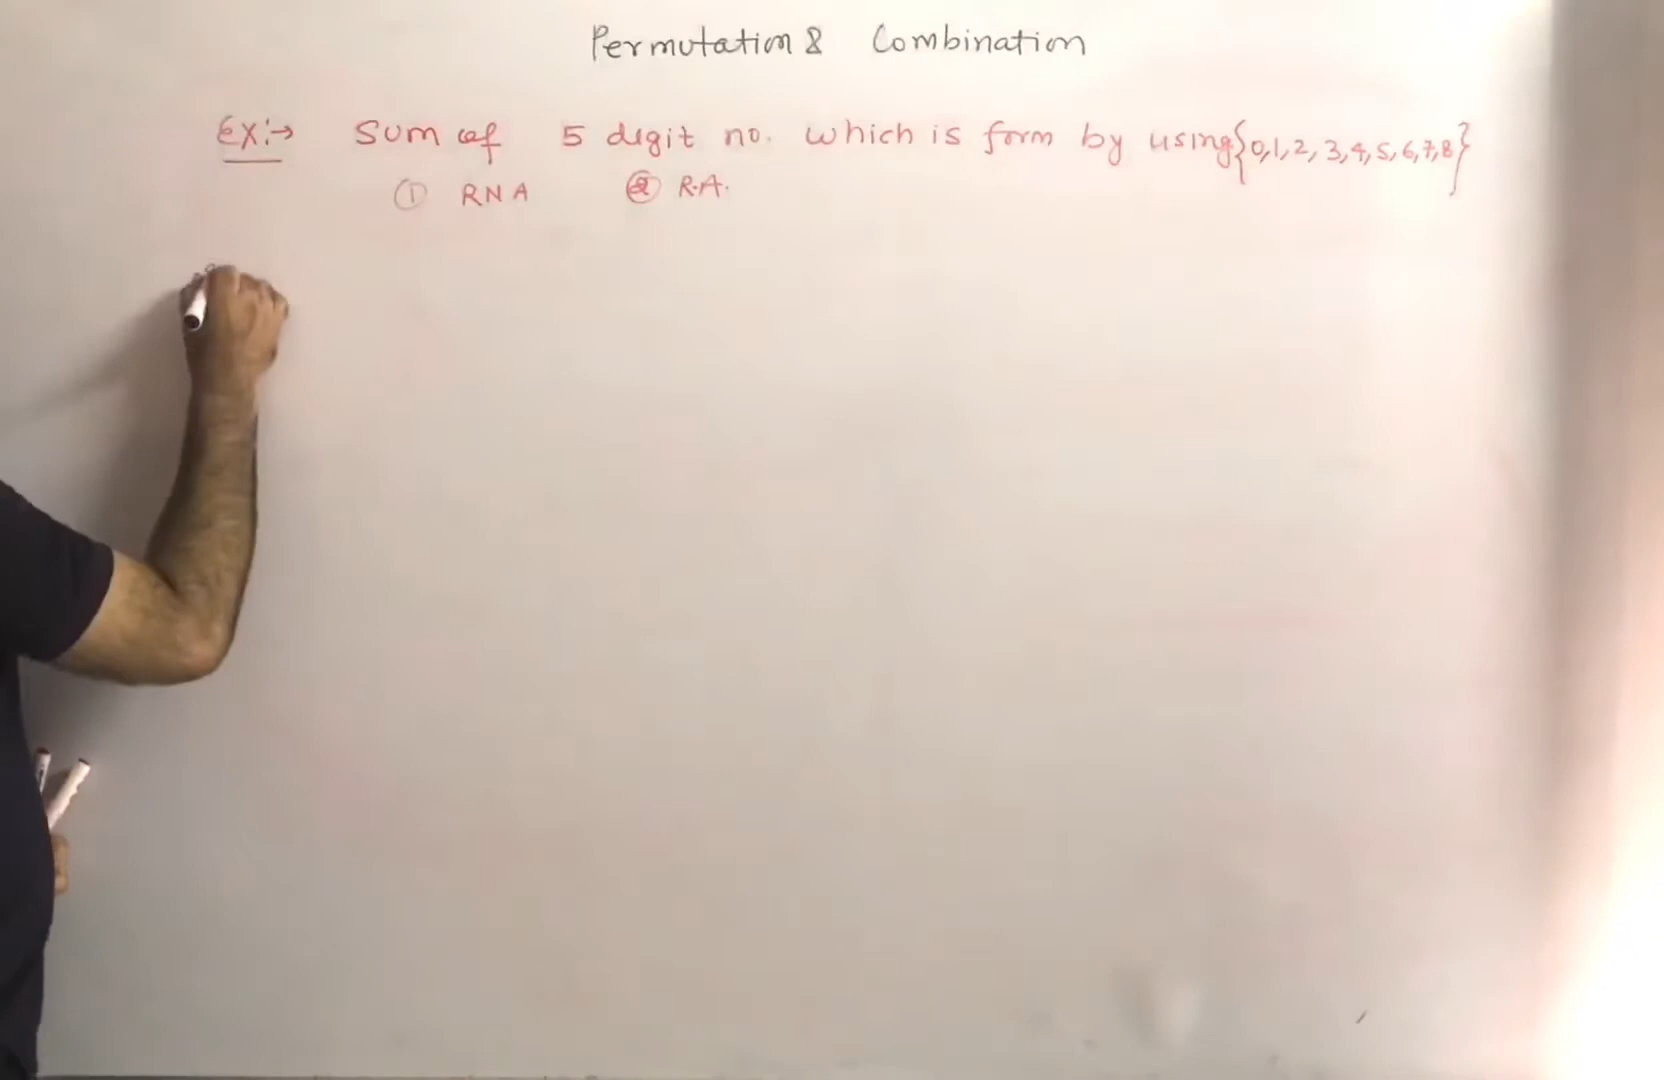 Permutation & Combination
Ex:→ Sum of 5 digit no. which is form by using {0,1,2,3,4,5,6,7,8}
① RNA ② R.A.